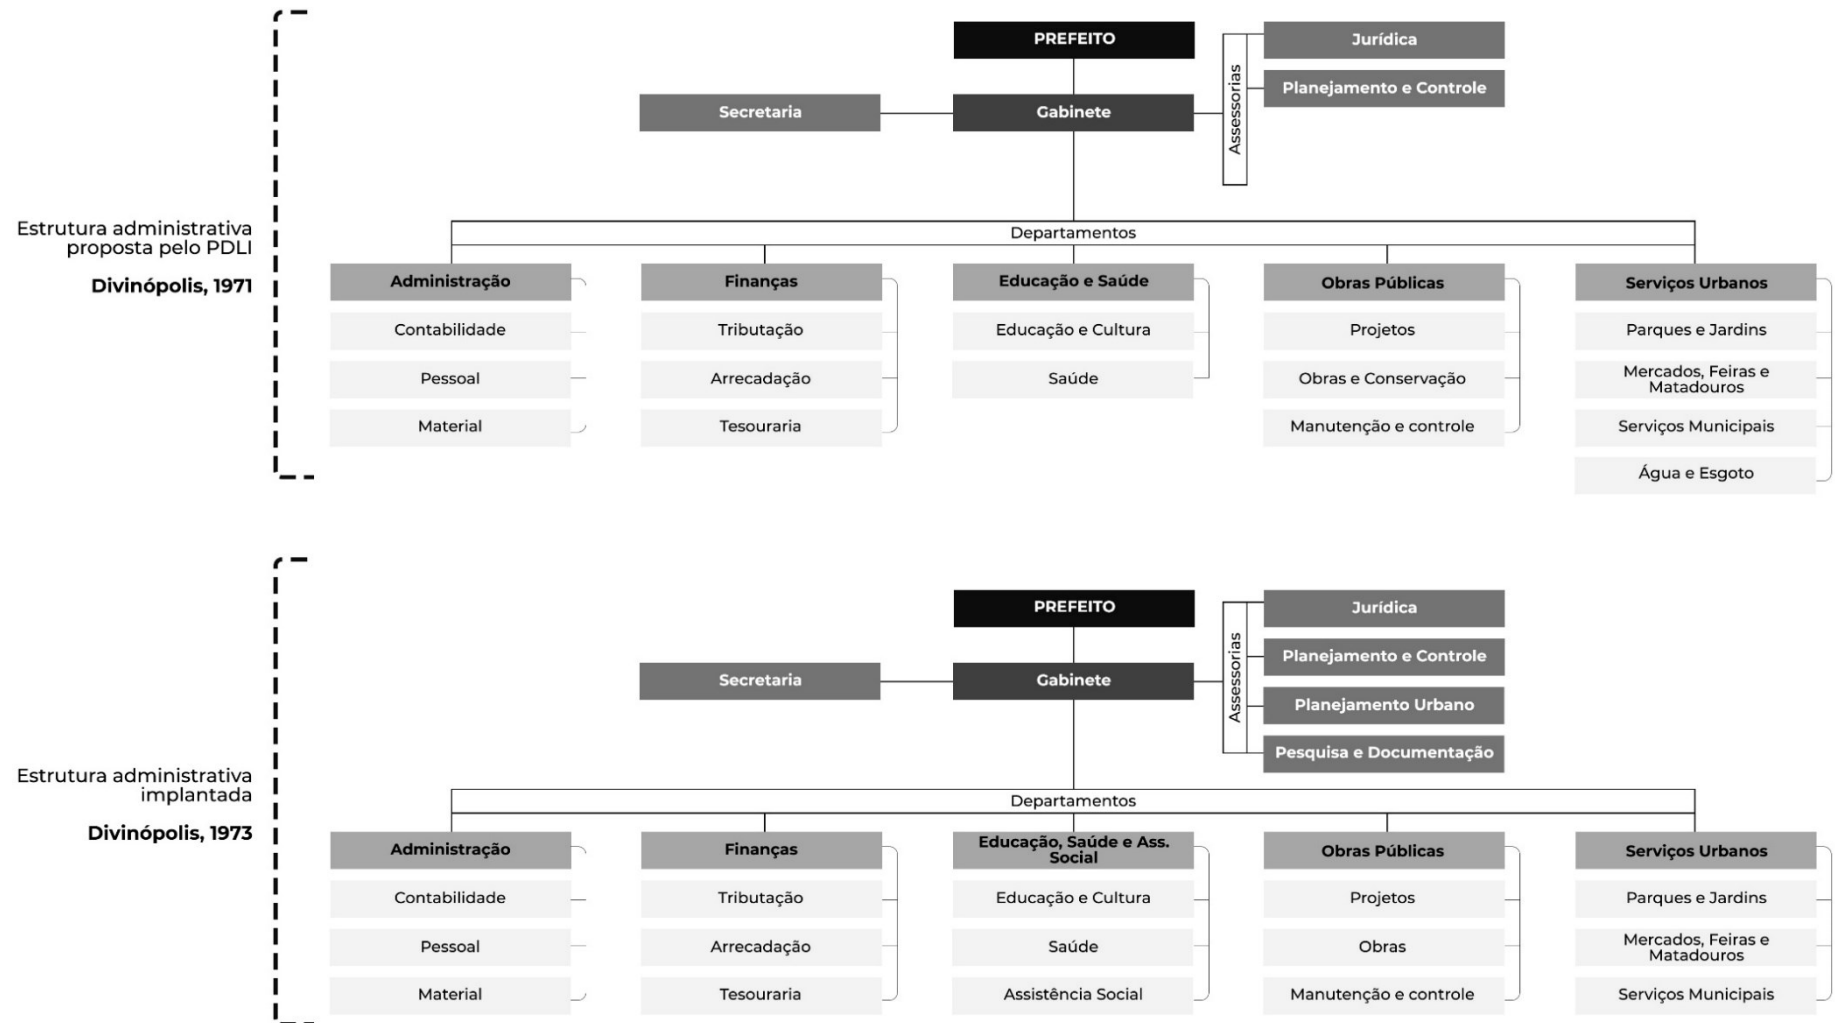 PREFEITO
Jurídica
Planejamento e Controle
Assessorias
Secretaria
Gabinete
Estrutura administrativa
proposta pelo PDLI
Divinópolis, 1971
Departamentos
Administração
Contabilidade
Pessoal
Material
Finanças
Tributação
Arrecadação
Tesouraria
Educação e Saúde
Educação e Cultura
Saúde
Obras Públicas
Projetos
Obras e Conservação
Manutenção e controle
Serviços Urbanos
Parques e Jardins
Mercados, Feiras e
Matadouros
Serviços Municipais
Água e Esgoto
PREFEITO
Jurídica
Planejamento e Controle
Planejamento Urbano
Pesquisa e Documentação
Assessorias
Secretaria
Gabinete
Estrutura administrativa
implantada
Divinópolis, 1973
Departamentos
Administração
Contabilidade
Pessoal
Material
Finanças
Tributação
Arrecadação
Tesouraria
Educação, Saúde e Ass.
Social
Educação e Cultura
Saúde
Assistência Social
Obras Públicas
Projetos
Obras
Manutenção e controle
Serviços Urbanos
Parques e Jardins
Mercados, Feiras e
Matadouros
Serviços Municipais